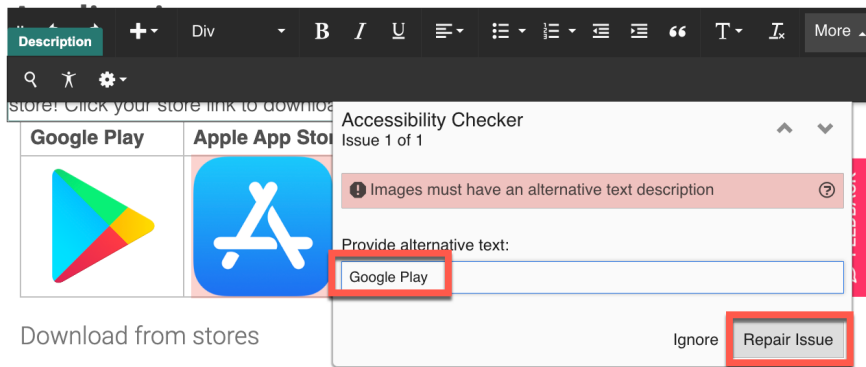 Description
Div
B I U
T
Tx
More
store! Click your store link to downloa
Google Play
Apple App Stor
Accessibility Checker
Issue 1 of 1
Images must have an alternative text description
Provide alternative text:
Google Play
Download from stores
Ignore
Repair Issue
FEEDBACK